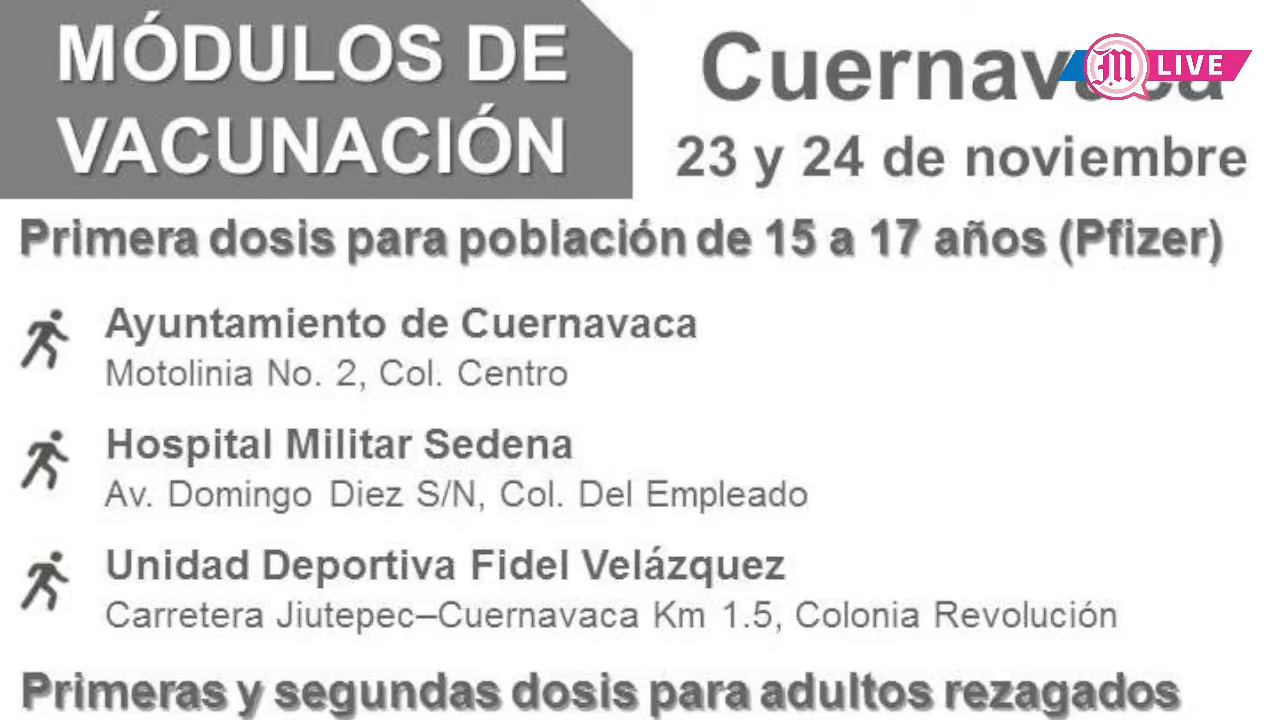 MÓDULOS DE
VACUNACIÓN
Cuernavaca
LIVE
23 y 24 de noviembre
Primera dosis para población de 15 a 17 años (Pfizer)
Ayuntamiento de Cuernavaca
Motolinia No. 2, Col. Centro
Hospital Militar Sedena
Av. Domingo Diez S/N, Col. Del Empleado
Unidad Deportiva Fidel Velázquez
Carretera Jiutepec–Cuernavaca Km 1.5, Colonia Revolución
Primeras y segundas dosis para adultos rezagados